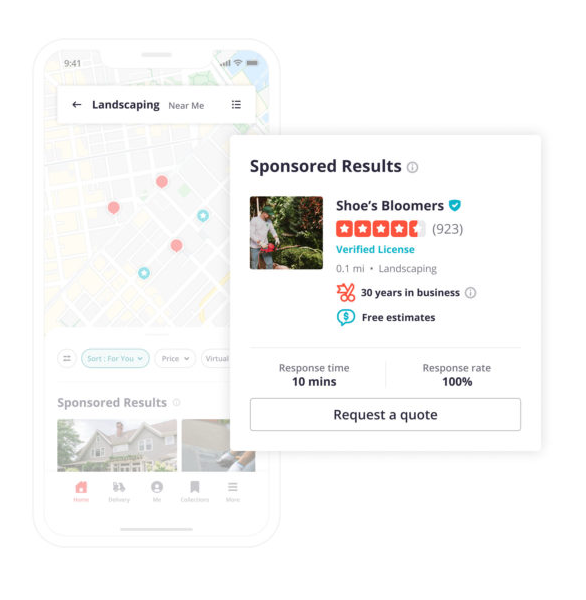 9:41
← Landscaping Near Me
Sort : For You
Price
Virtual
Sponsored Results
Home
Delivery
Me
Collections
More
Sponsored Results
Shoe's Bloomers
(923)
Verified License
0.1 mi • Landscaping
30 years in business
$ Free estimates
Response time
10 mins
Response rate
100%
Request a quote